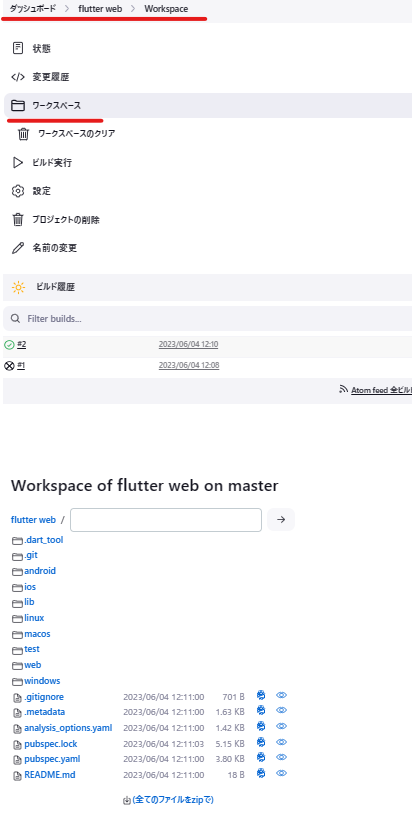 ダッシュボード > flutter web > Workspace
状態
変更履歴
ワークスペース
ワークスペースのクリア
ビルド実行
設定
プロジェクトの削除
名前の変更
ビルド履歴
Filter builds...
#2 2023/06/04 12:10
#1 2023/06/04 12:08
Atom feed 全ビル
Workspace of flutter web on master
flutter web /
.dart_tool
.git
android
ios
lib
linux
macos
test
web
windows
.gitignore 2023/06/04 12:11:00 701 B
.metadata 2023/06/04 12:11:00 1.63 KB
analysis_options.yaml 2023/06/04 12:11:00 1.42 KB
pubspec.lock 2023/06/04 12:11:03 5.15 KB
pubspec.yaml 2023/06/04 12:11:00 3.80 KB
README.md 2023/06/04 12:11:00 18 B
(全てのファイルをzipで)